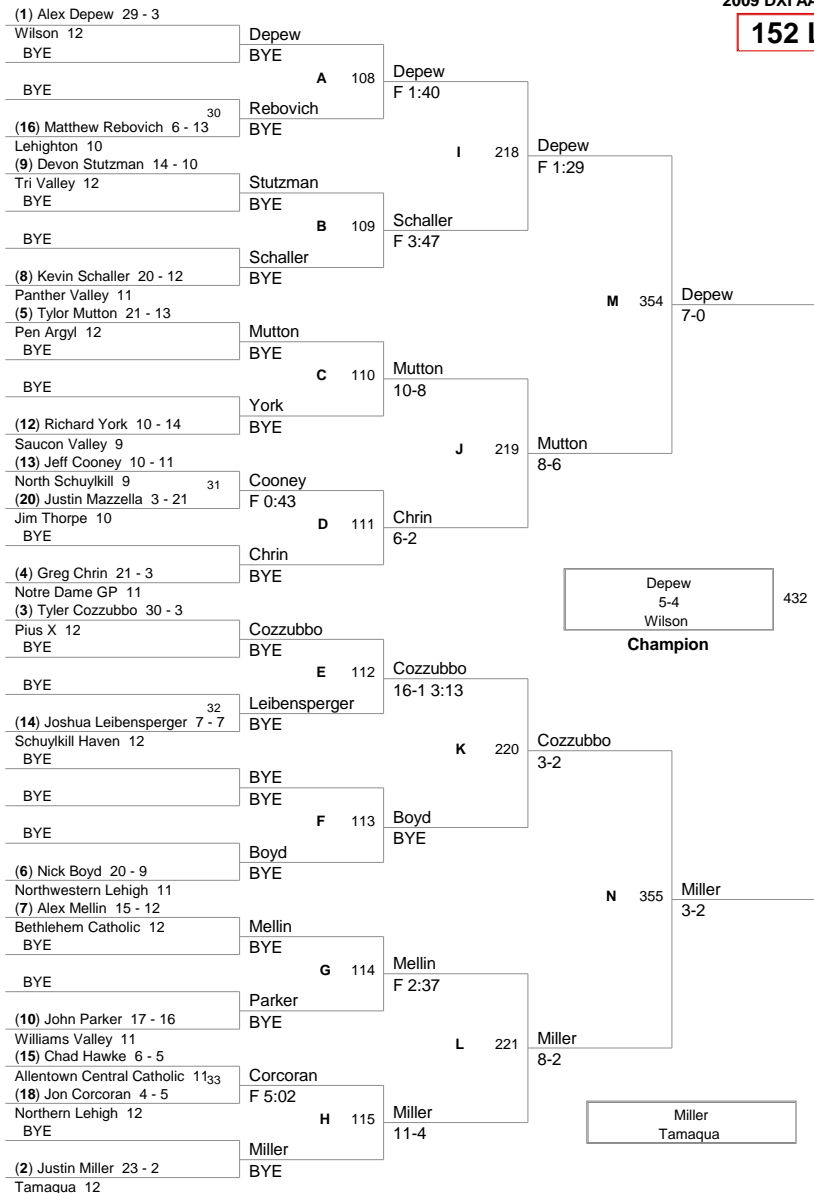 2009 DXI AA
152 L
(1) Alex Depew 29 - 3
Wilson 12
BYE
BYE
30
(16) Matthew Rebovich 6 - 13
Lehighton 10
(9) Devon Stutzman 14 - 10
Tri Valley 12
BYE
BYE
(8) Kevin Schaller 20 - 12
Panther Valley 11
(5) Tylor Mutton 21 - 13
Pen Argyl 12
BYE
BYE
(12) Richard York 10 - 14
Saucon Valley 9
(13) Jeff Cooney 10 - 11
North Schuylkill 9 31
(20) Justin Mazzella 3 - 21
Jim Thorpe 10
BYE
(4) Greg Chrin 21 - 3
Notre Dame GP 11
(3) Tyler Cozzubbo 30 - 3
Pius X 12
BYE
BYE
32
(14) Joshua Leibensperger 7 - 7
Schuylkill Haven 12
BYE
BYE
BYE
(6) Nick Boyd 20 - 9
Northwestern Lehigh 11
(7) Alex Mellin 15 - 12
Bethlehem Catholic 12
BYE
BYE
(10) John Parker 17 - 16
Williams Valley 11
(15) Chad Hawke 6 - 5
Allentown Central Catholic 11 33
(18) Jon Corcoran 4 - 5
Northern Lehigh 12
BYE
(2) Justin Miller 23 - 2
Tamaqua 12
Depew
BYE
A 108
Rebovich
BYE
Stutzman
BYE
B 109
Schaller
BYE
Mutton
BYE
C 110
York
BYE
Cooney
F 0:43
D 111
Chrin
BYE
Cozzubbo
BYE
E 112
Leibensperger
BYE
BYE
BYE
F 113
Boyd
BYE
Mellin
BYE
G 114
Parker
BYE
Corcoran
F 5:02
H 115
Miller
BYE
Depew
F 1:40
I 218
Schaller
F 3:47
Mutton
10-8
J 219
Chrin
6-2
Cozzubbo
16-1 3:13
K 220
Boyd
BYE
Mellin
F 2:37
L 221
Miller
11-4
Depew
F 1:29
M 354
Mutton
8-6
Cozzubbo
3-2
N 355
Miller
8-2
Depew
7-0
Miller
3-2
Depew
5-4
Wilson
432
Champion
Miller
Tamaqua